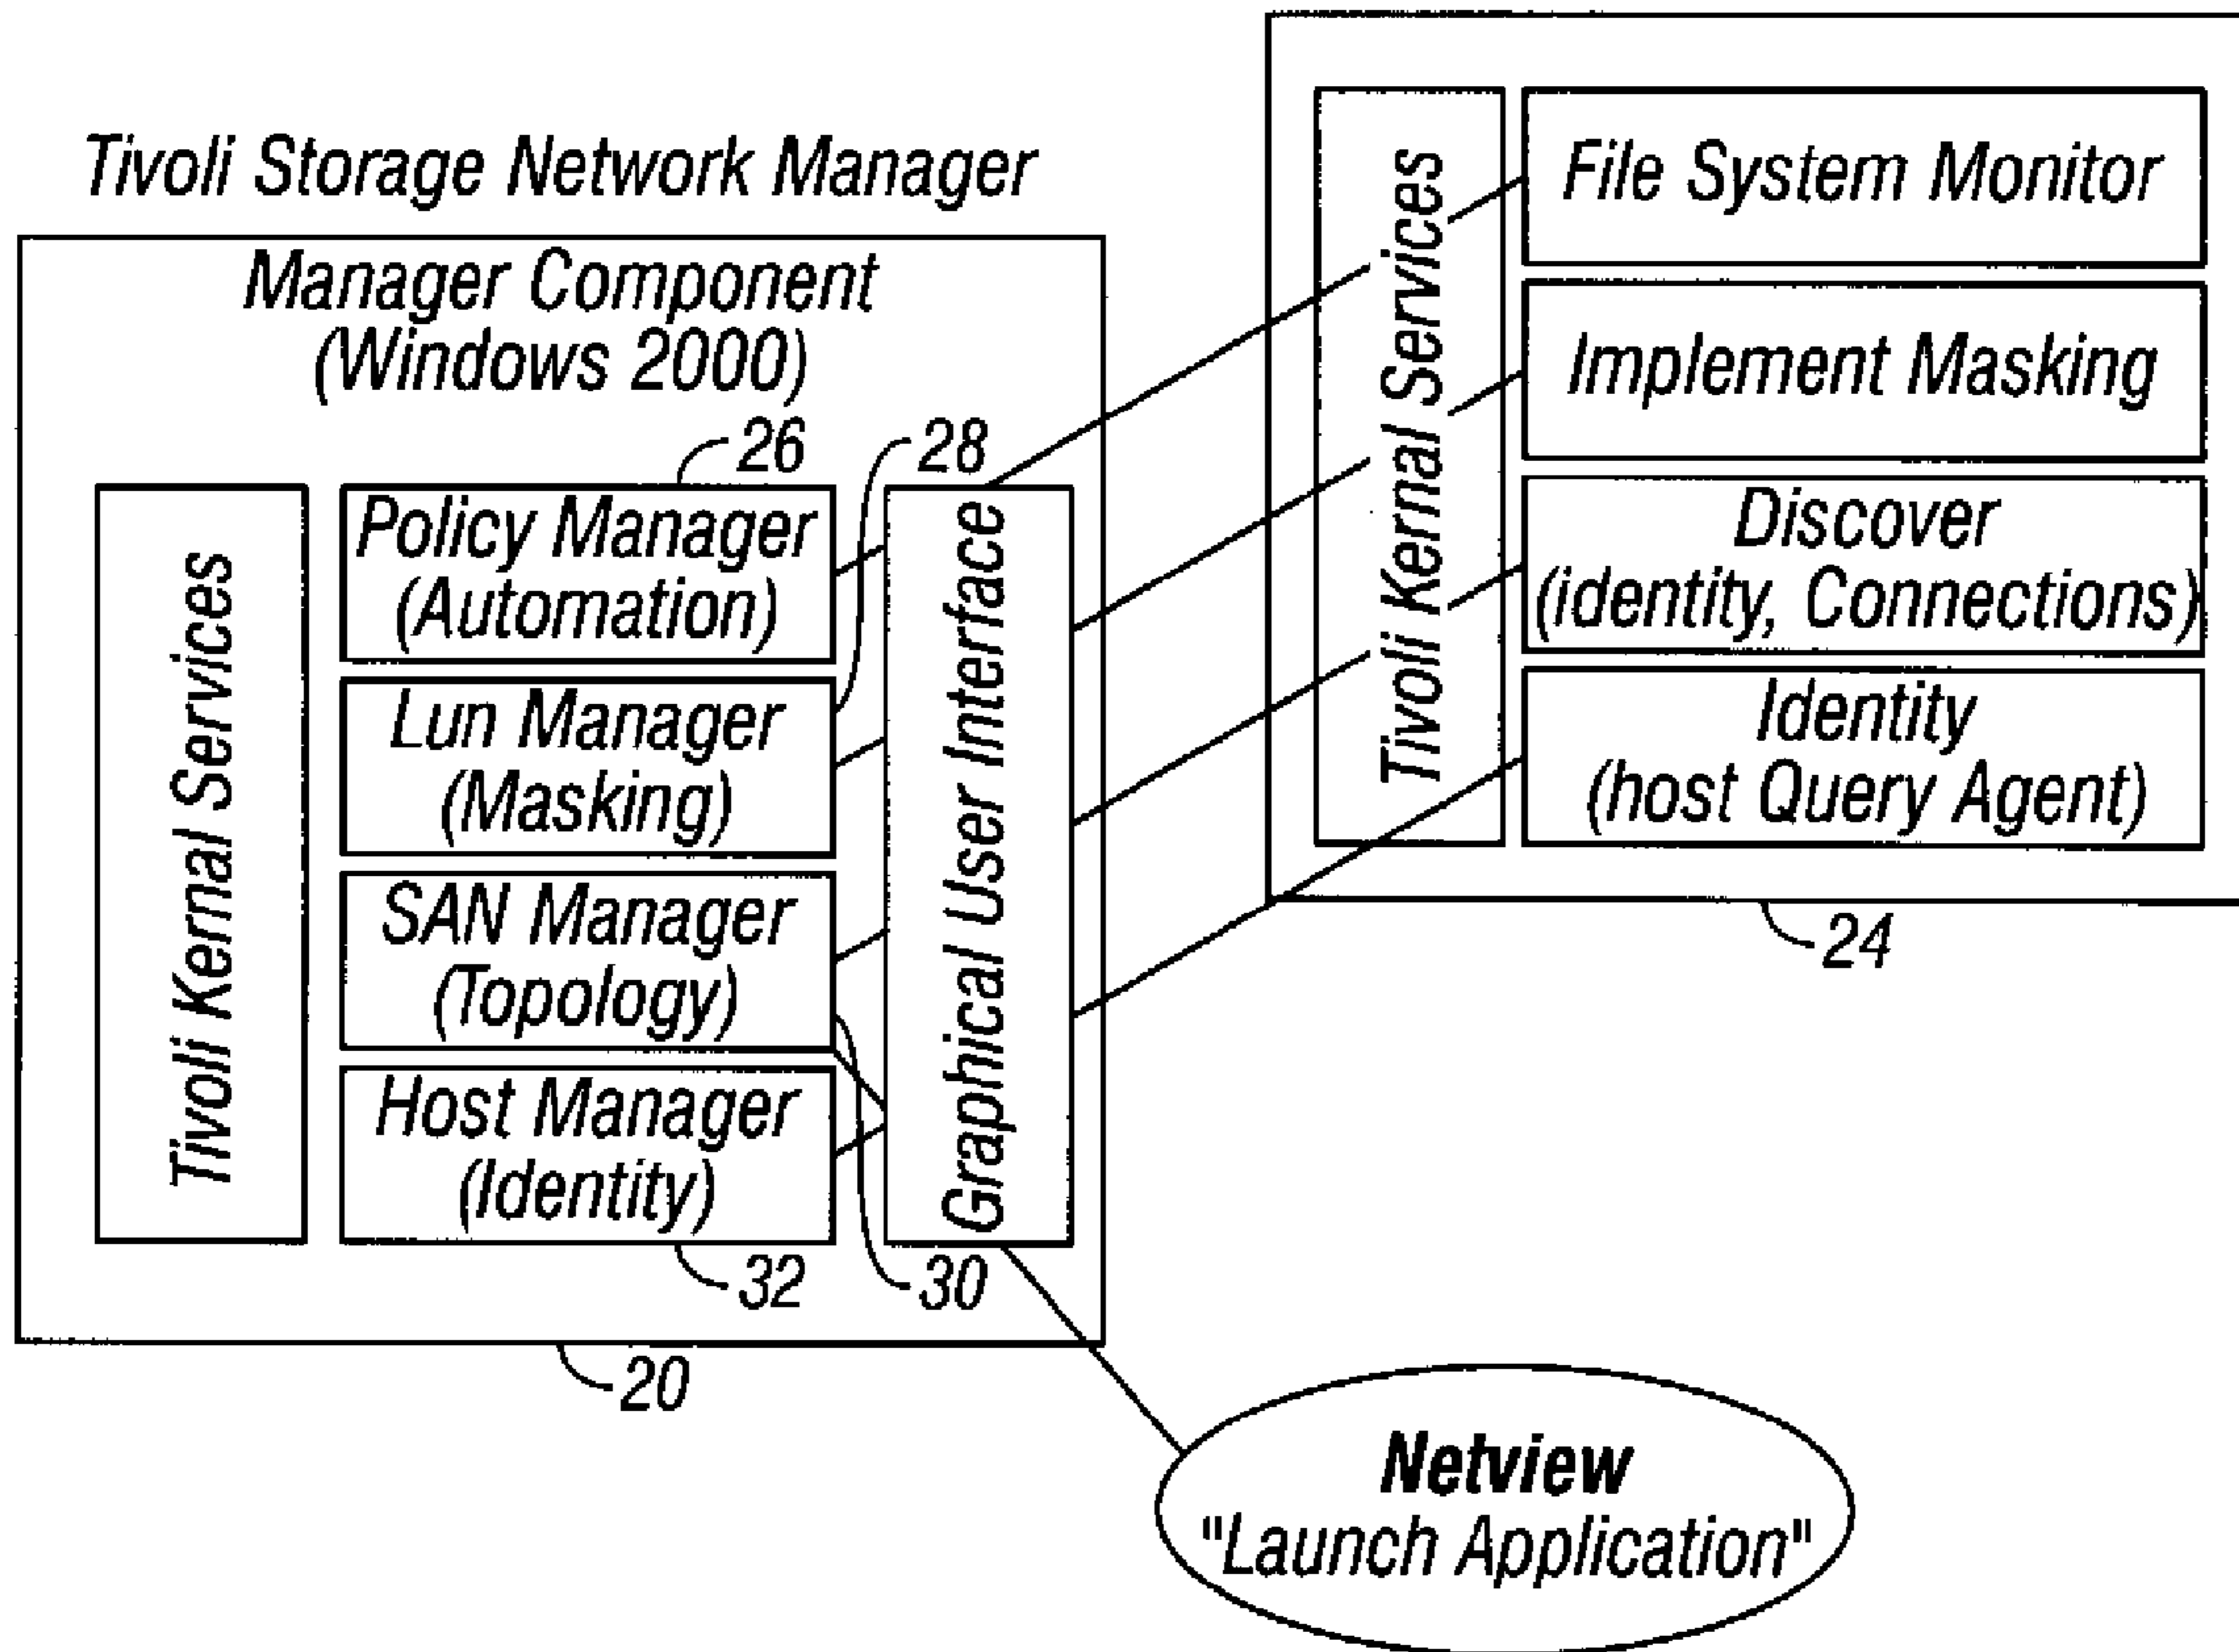 Tivoli Storage Network Manager
Manager Component
(Windows 2000)
26
28
Tivoli Kernal Services
Policy Manager
(Automation)
Lun Manager
(Masking)
SAN Manager
(Topology)
Host Manager
(Identity)
Graphical User Interface
32
30
20
Tivoli Kernal Services
File System Monitor
Implement Masking
Discover
(identity, Connections)
Identity
(host Query Agent)
24
Netview
"Launch Application"